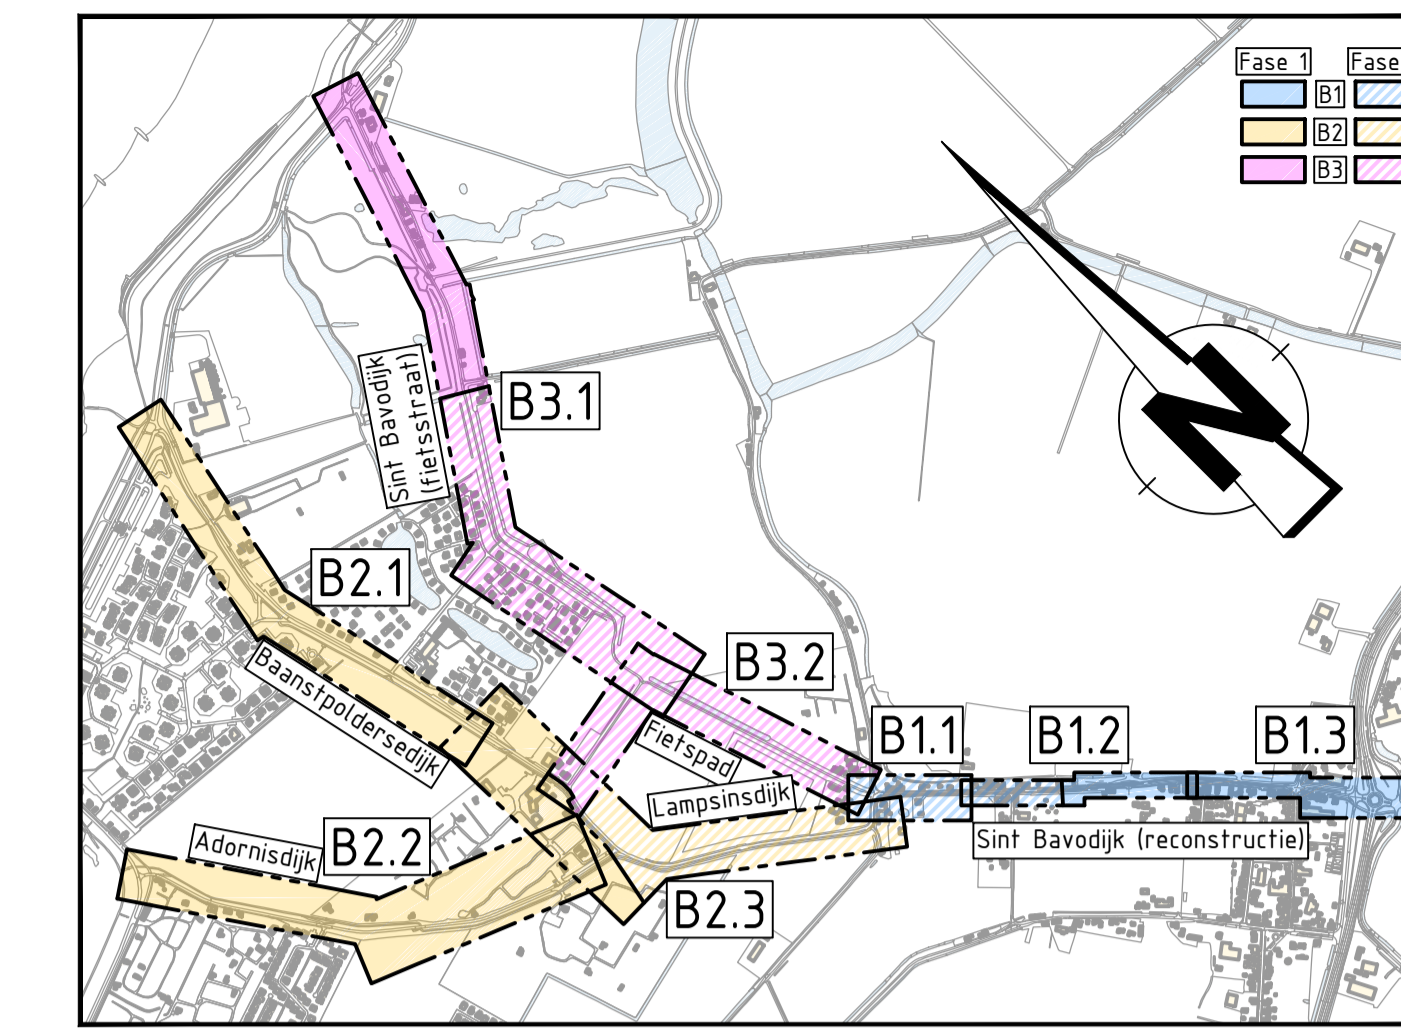 Fase 1
Fase
B1
B2
B3
Sint Bavodijk
(fietsstraat)
B3.1
B2.1
Baanstpoldersedijk
B3.2
Fietspad
Lampsinsdijk
B1.1
B1.2
B1.3
Sint Bavodijk (reconstructie)
Adornisdijk
B2.2
B2.3
N